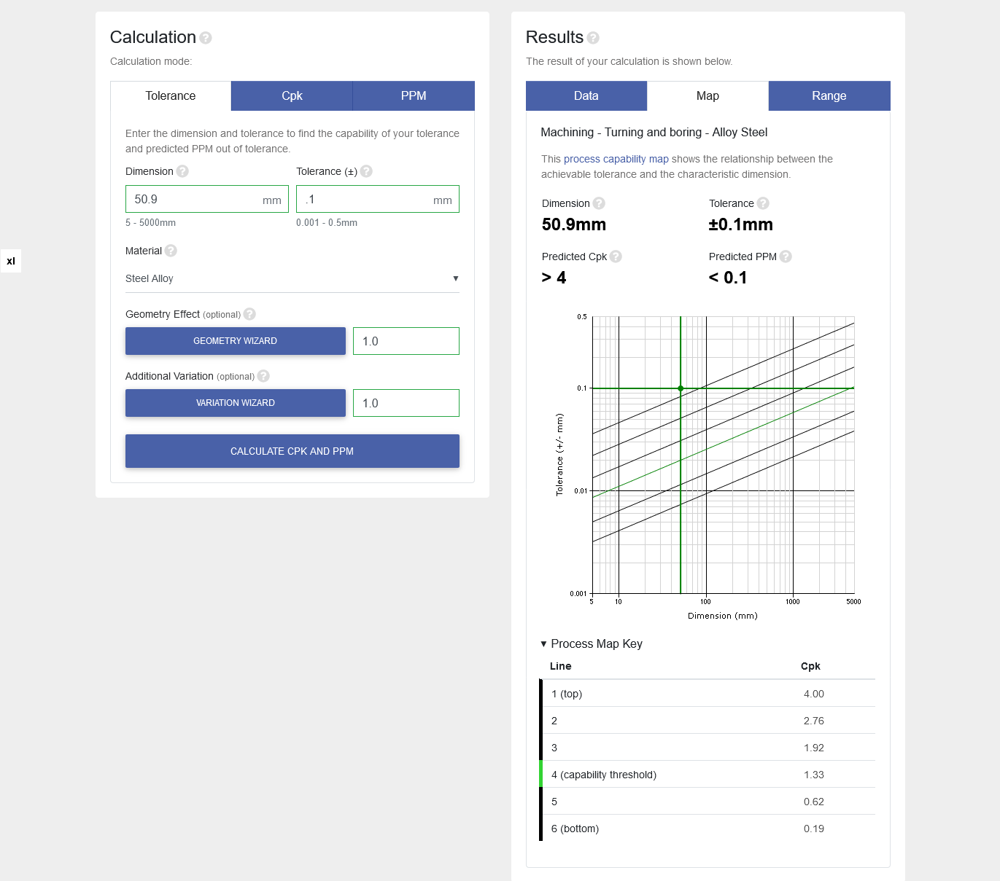 Calculation ?
Calculation mode:
Tolerance Cpk PPM
Enter the dimension and tolerance to find the capability of your tolerance
and predicted PPM out of tolerance.
Dimension ? Tolerance (±) ?
50.9 mm .1 mm
5 - 5000mm 0.001 - 0.5mm
Material ?
Steel Alloy
Geometry Effect (optional) ?
GEOMETRY WIZARD 1.0
Additional Variation (optional) ?
VARIATION WIZARD 1.0
CALCULATE CPK AND PPM
xl
Results ?
The result of your calculation is shown below.
Data Map Range
Machining - Turning and boring - Alloy Steel
This process capability map shows the relationship between the
achievable tolerance and the characteristic dimension.
Dimension ? Tolerance ?
50.9mm ±0.1mm
Predicted Cpk ? Predicted PPM ?
> 4 < 0.1
0.5
0.1
0.01
0.001
Tolerance (+/- mm)
5 10 100 1000 5000
Dimension (mm)
Process Map Key
Line Cpk
1 (top) 4.00
2 2.76
3 1.92
4 (capability threshold) 1.33
5 0.62
6 (bottom) 0.19